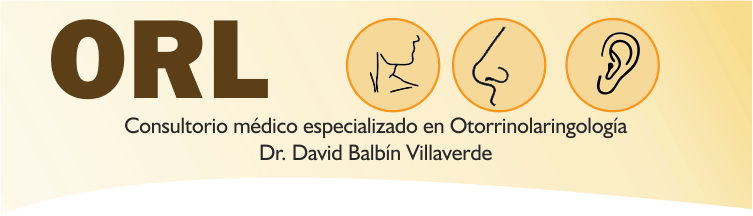 ORL
Consultorio médico especializado en Otorrinolaringología
Dr. David Balbín Villaverde